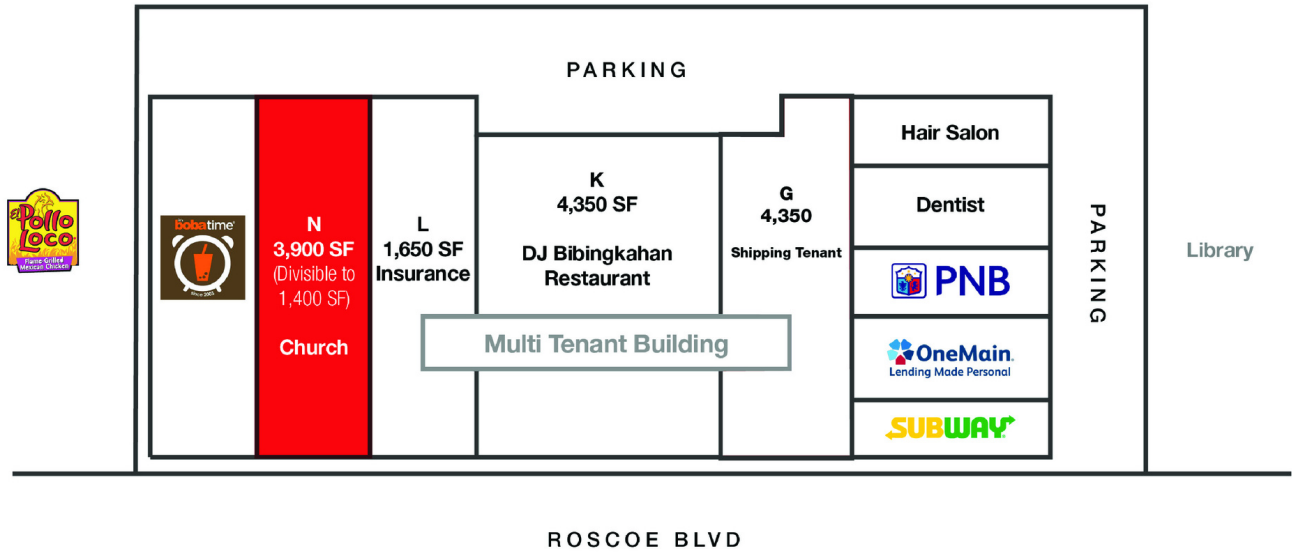 PARKING
El
Pollo
Loco
Flame-Grilled
Mexican Chicken
bobatime
since 2002
N
3,900 SF
(Divisible to
1,400 SF)
Church
L
1,650 SF
Insurance
K
4,350 SF
DJ Bibingkahan
Restaurant
G
4,350
Shipping Tenant
Multi Tenant Building
Hair Salon
Dentist
PNB
OneMain
Lending Made Personal
SUBWAY
PARKING
Library
ROSCOE BLVD